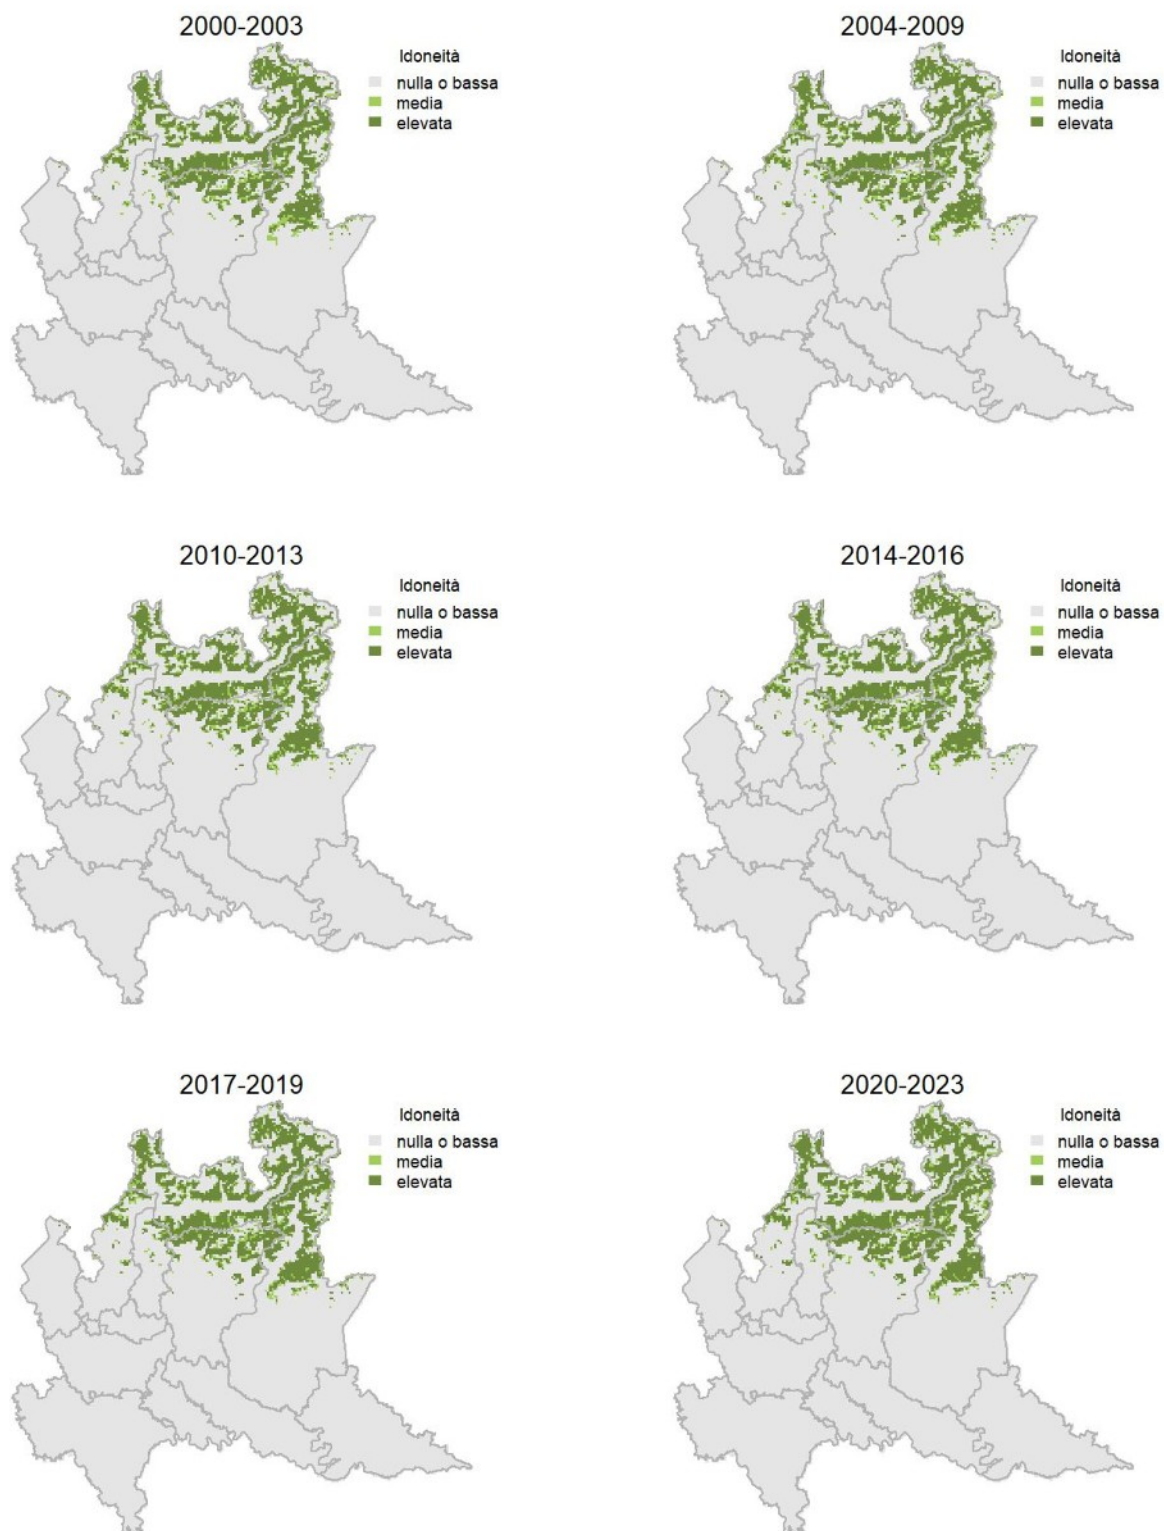 2000-2003
Idoneità
nulla o bassa
media
elevata
2004-2009
Idoneità
nulla o bassa
media
elevata
2010-2013
Idoneità
nulla o bassa
media
elevata
2014-2016
Idoneità
nulla o bassa
media
elevata
2017-2019
Idoneità
nulla o bassa
media
elevata
2020-2023
Idoneità
nulla o bassa
media
elevata